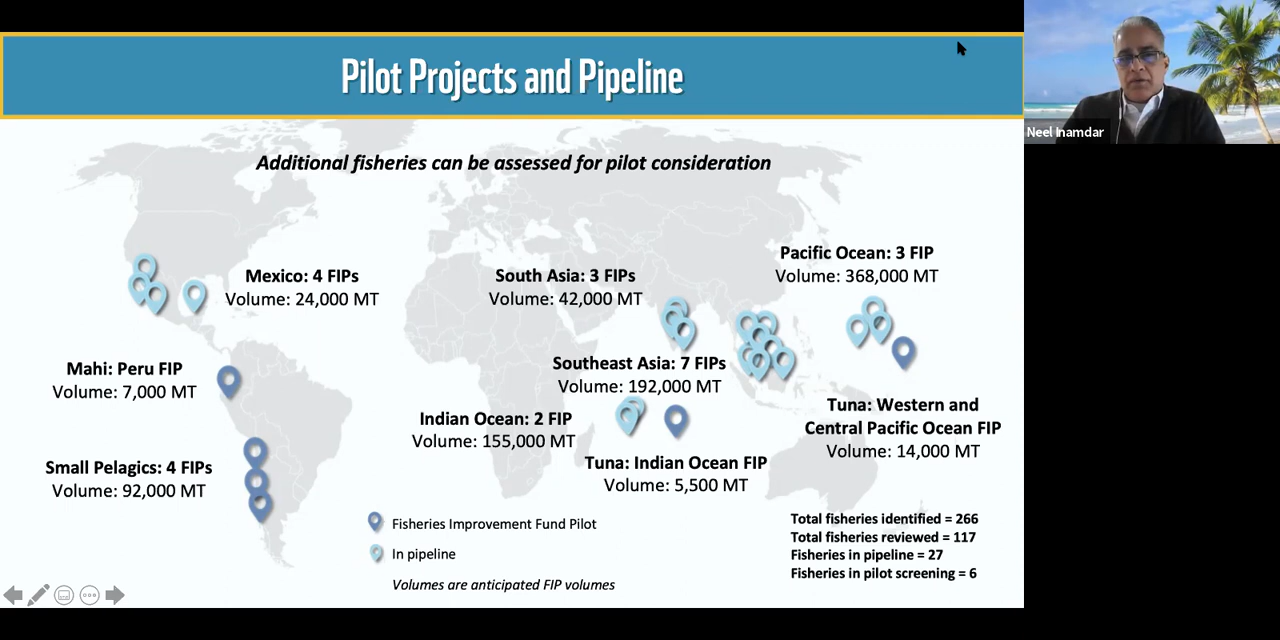 Pilot Projects and Pipeline
Neel Inamdar
Additional fisheries can be assessed for pilot consideration
Mexico: 4 FIPs
Volume: 24,000 MT
South Asia: 3 FIPs
Volume: 42,000 MT
Pacific Ocean: 3 FIP
Volume: 368,000 MT
Mahi: Peru FIP
Volume: 7,000 MT
Southeast Asia: 7 FIPs
Volume: 192,000 MT
Indian Ocean: 2 FIP
Volume: 155,000 MT
Tuna: Western and
Central Pacific Ocean FIP
Volume: 14,000 MT
Small Pelagics: 4 FIPs
Volume: 92,000 MT
Tuna: Indian Ocean FIP
Volume: 5,500 MT
Fisheries Improvement Fund Pilot
In pipeline
Volumes are anticipated FIP volumes
Total fisheries identified = 266
Total fisheries reviewed = 117
Fisheries in pipeline = 27
Fisheries in pilot screening = 6